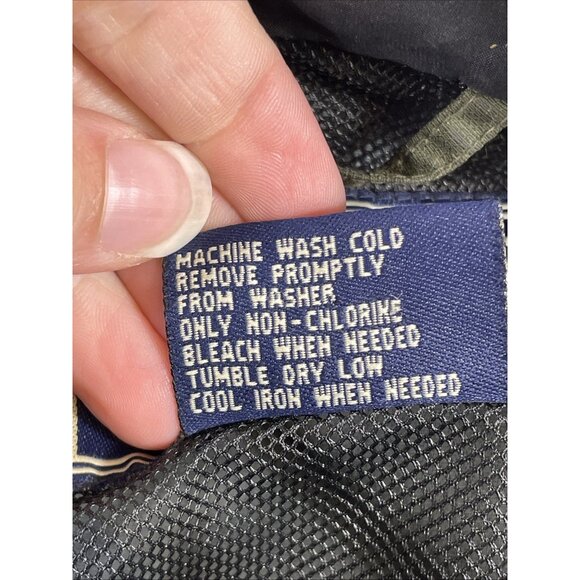 MACHINE WASH COLD
REMOVE PROMPTLY
FROM WASHER
ONLY NON-CHLORINE
BLEACH WHEN NEEDED
TUMBLE DRY LOW
COOL IRON WHEN NEEDED